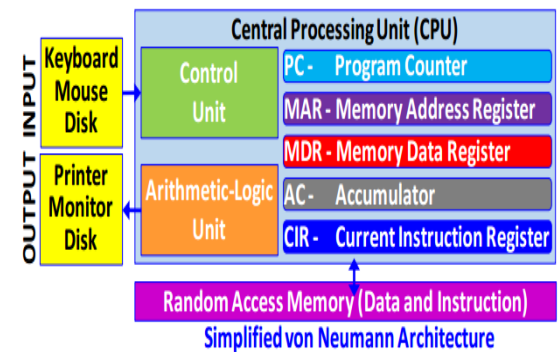 Central Processing Unit (CPU)
INPUT
Keyboard
Mouse
Disk
Control
Unit
PC - Program Counter
MAR - Memory Address Register
MDR - Memory Data Register
OUTPUT
Printer
Monitor
Disk
Arithmetic-Logic
Unit
AC - Accumulator
CIR - Current Instruction Register
Random Access Memory (Data and Instruction)
Simplified von Neumann Architecture